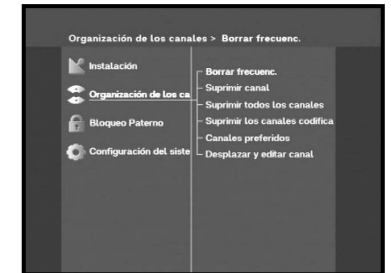 Organización de los canales > Borrar frecuenc.
Instalación
Organización de los ca
Bloqueo Paterno
Configuración del siste
Borrar frecuenc.
Suprimir canal
Suprimir todos los canales
Suprimir los canales codifica
Canales preferidos
Desplazar y editar canal